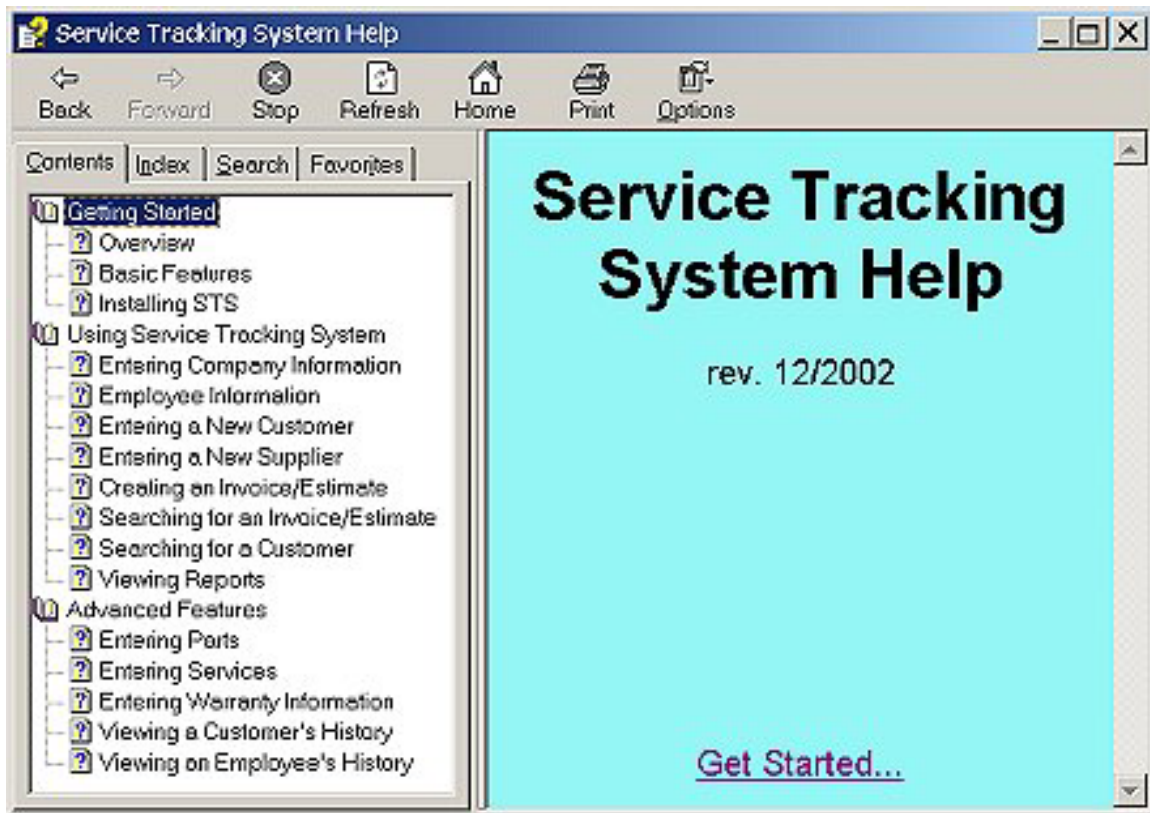 Service Tracking System Help
Back Forward Stop Refresh Home Print Options
Contents Index Search Favorites
Getting Started
Overview
Basic Features
Installing STS
Using Service Tracking System
Entering Company Information
Employee Information
Entering a New Customer
Entering a New Supplier
Creating an Invoice/Estimate
Searching for an Invoice/Estimate
Searching for a Customer
Viewing Reports
Advanced Features
Entering Parts
Entering Services
Entering Warranty Information
Viewing a Customer's History
Viewing an Employee's History
Service Tracking
System Help
rev. 12/2002
Get Started...